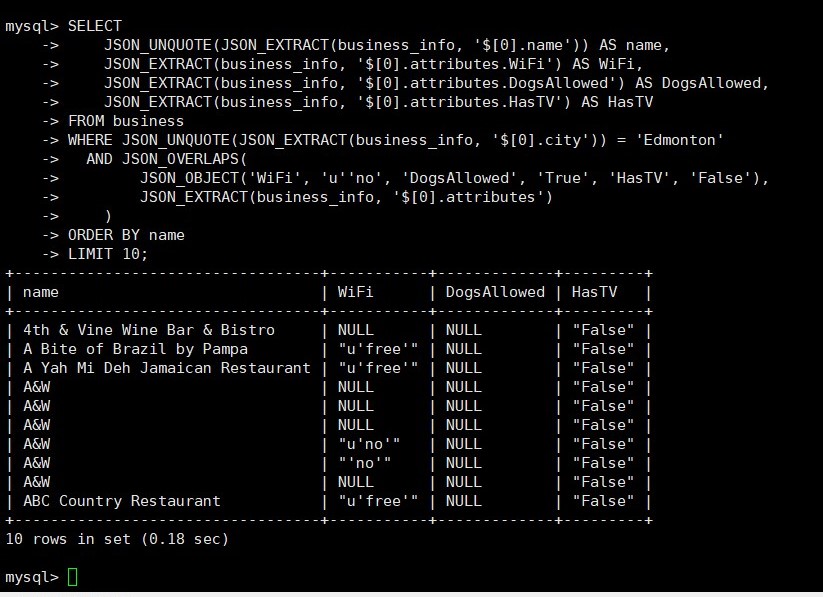 mysql> SELECT
    ->     JSON_UNQUOTE(JSON_EXTRACT(business_info, '$[0].name')) AS name,
    ->     JSON_EXTRACT(business_info, '$[0].attributes.WiFi') AS WiFi,
    ->     JSON_EXTRACT(business_info, '$[0].attributes.DogsAllowed') AS DogsAllowed,
    ->     JSON_EXTRACT(business_info, '$[0].attributes.HasTV') AS HasTV
    -> FROM business
    -> WHERE JSON_UNQUOTE(JSON_EXTRACT(business_info, '$[0].city')) = 'Edmonton'
    ->   AND JSON_OVERLAPS(
    ->         JSON_OBJECT('WiFi', 'u''no', 'DogsAllowed', 'True', 'HasTV', 'False'),
    ->         JSON_EXTRACT(business_info, '$[0].attributes')
    ->     )
    -> ORDER BY name
    -> LIMIT 10;
+----------------------------------+-----------+-------------+---------+
| name                             | WiFi      | DogsAllowed | HasTV   |
+----------------------------------+-----------+-------------+---------+
| 4th & Vine Wine Bar & Bistro     | NULL      | NULL        | "False" |
| A Bite of Brazil by Pampa        | "u'free'" | NULL        | "False" |
| A Yah Mi Deh Jamaican Restaurant | "u'free'" | NULL        | "False" |
| A&W                              | NULL      | NULL        | "False" |
| A&W                              | NULL      | NULL        | "False" |
| A&W                              | NULL      | NULL        | "False" |
| A&W                              | "u'no'"   | NULL        | "False" |
| A&W                              | "'no'"    | NULL        | "False" |
| A&W                              | NULL      | NULL        | "False" |
| ABC Country Restaurant           | "u'free'" | NULL        | "False" |
+----------------------------------+-----------+-------------+---------+
10 rows in set (0.18 sec)
mysql>